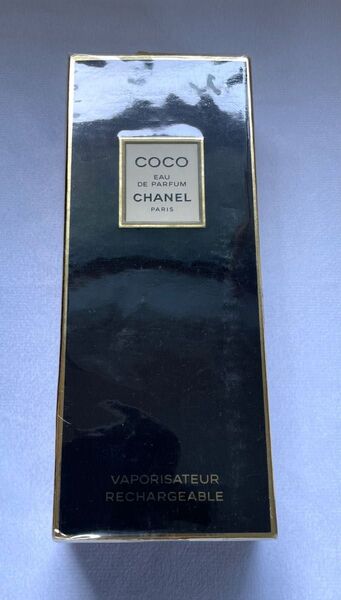 COCO
EAU
DE PARFUM
CHANEL
PARIS
VAPORISATEUR
RECHARGEABLE